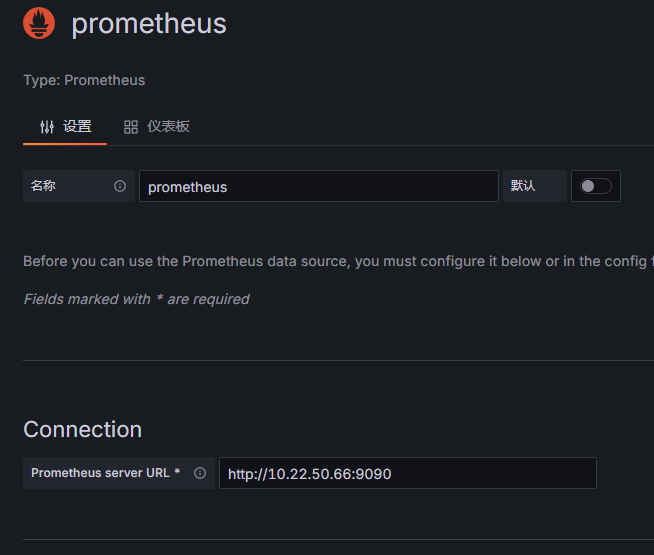 prometheus
Type: Prometheus
设置 仪表板
名称 prometheus 默认
Before you can use the Prometheus data source, you must configure it below or in the config
Fields marked with * are required
Connection
Prometheus server URL * http://10.22.50.66:9090